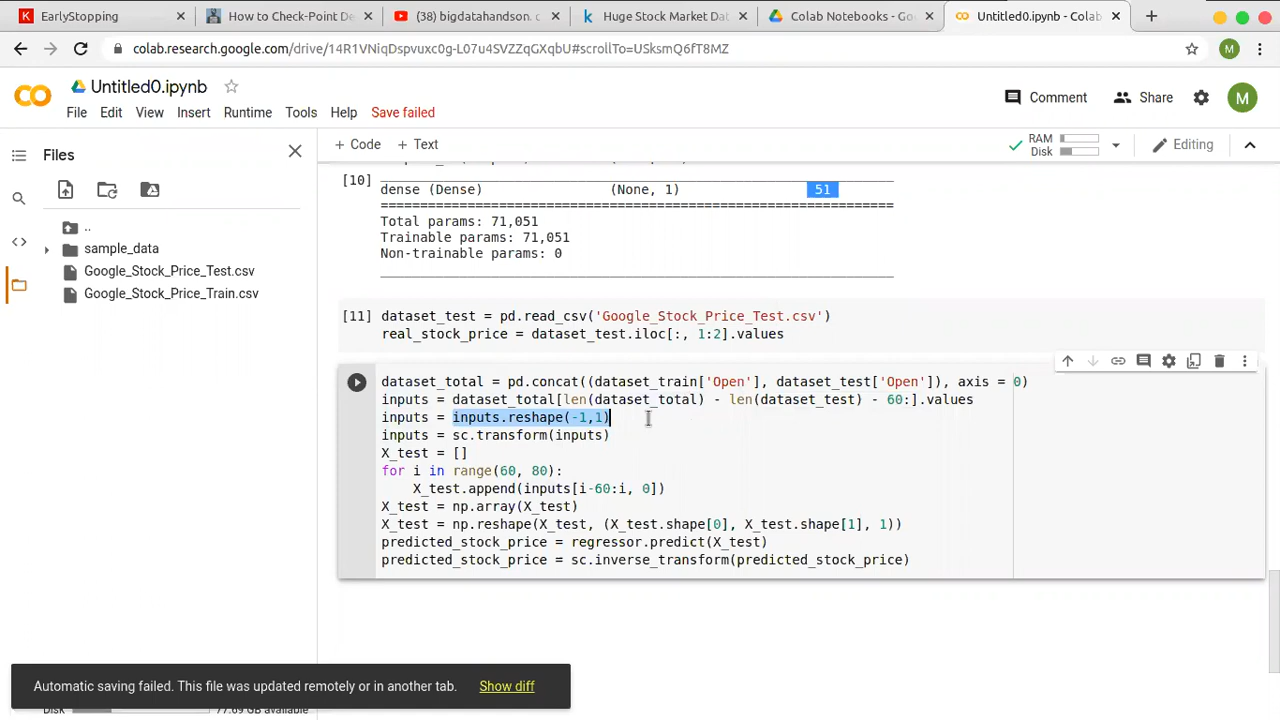 EarlyStopping
How to Check-Point De
(38) bigdatahandson.c
Huge Stock Market Dat
Colab Notebooks - Goo
Untitled0.ipynb - Colab
colab.research.google.com/drive/14R1VNiqDspvuxc0g-L07u4SVZZqGXqbU#scrollTo=USksmQ6fT8MZ
M
Untitled0.ipynb
Comment
Share
M
File Edit View Insert Runtime Tools Help Save failed
Files
+ Code + Text
RAM
Disk
Editing
..
sample_data
Google_Stock_Price_Test.csv
Google_Stock_Price_Train.csv
[10]
dense (Dense) (None, 1) 51
Total params: 71,051
Trainable params: 71,051
Non-trainable params: 0
[11] dataset_test = pd.read_csv('Google_Stock_Price_Test.csv')
real_stock_price = dataset_test.iloc[:, 1:2].values
dataset_total = pd.concat((dataset_train['Open'], dataset_test['Open']), axis = 0)
inputs = dataset_total[len(dataset_total) - len(dataset_test) - 60:].values
inputs = inputs.reshape(-1,1)
inputs = sc.transform(inputs)
X_test = []
for i in range(60, 80):
X_test.append(inputs[i-60:i, 0])
X_test = np.array(X_test)
X_test = np.reshape(X_test, (X_test.shape[0], X_test.shape[1], 1))
predicted_stock_price = regressor.predict(X_test)
predicted_stock_price = sc.inverse_transform(predicted_stock_price)
Automatic saving failed. This file was updated remotely or in another tab. Show diff
Disk 77.69 GB available